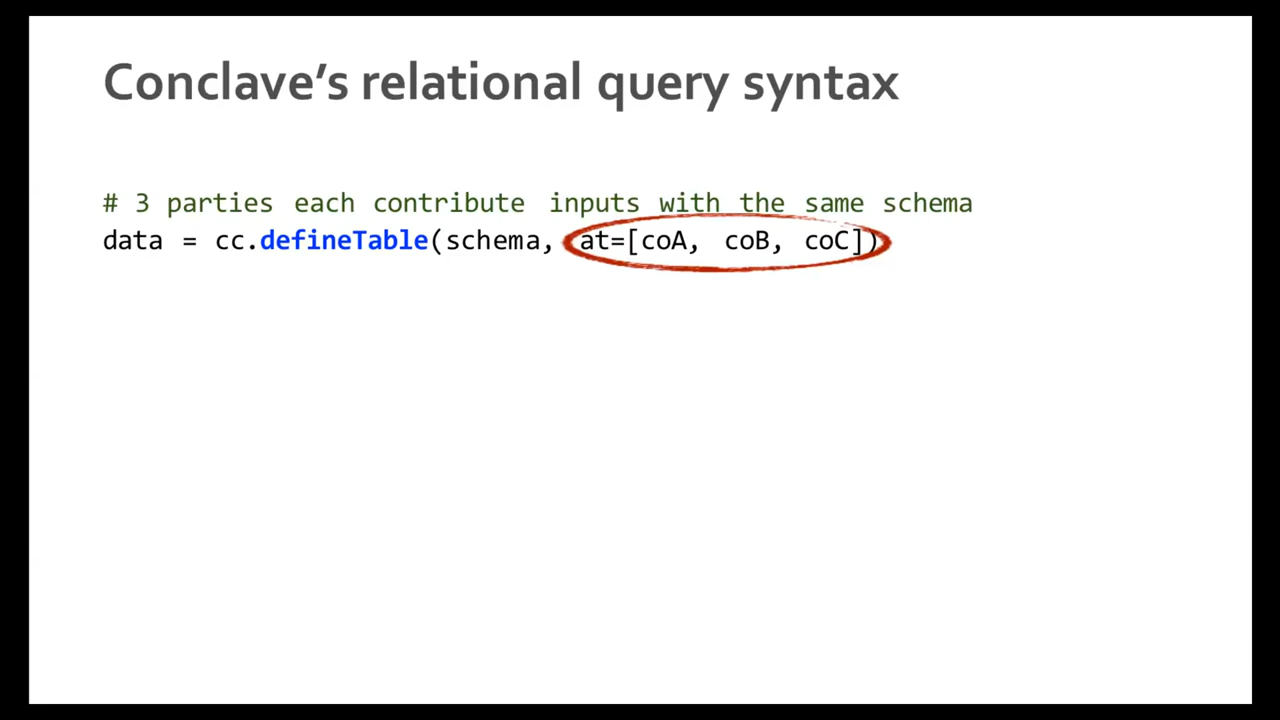 Conclave’s relational query syntax
# 3 parties each contribute inputs with the same schema
data = cc.defineTable(schema, at=[coA, coB, coC])